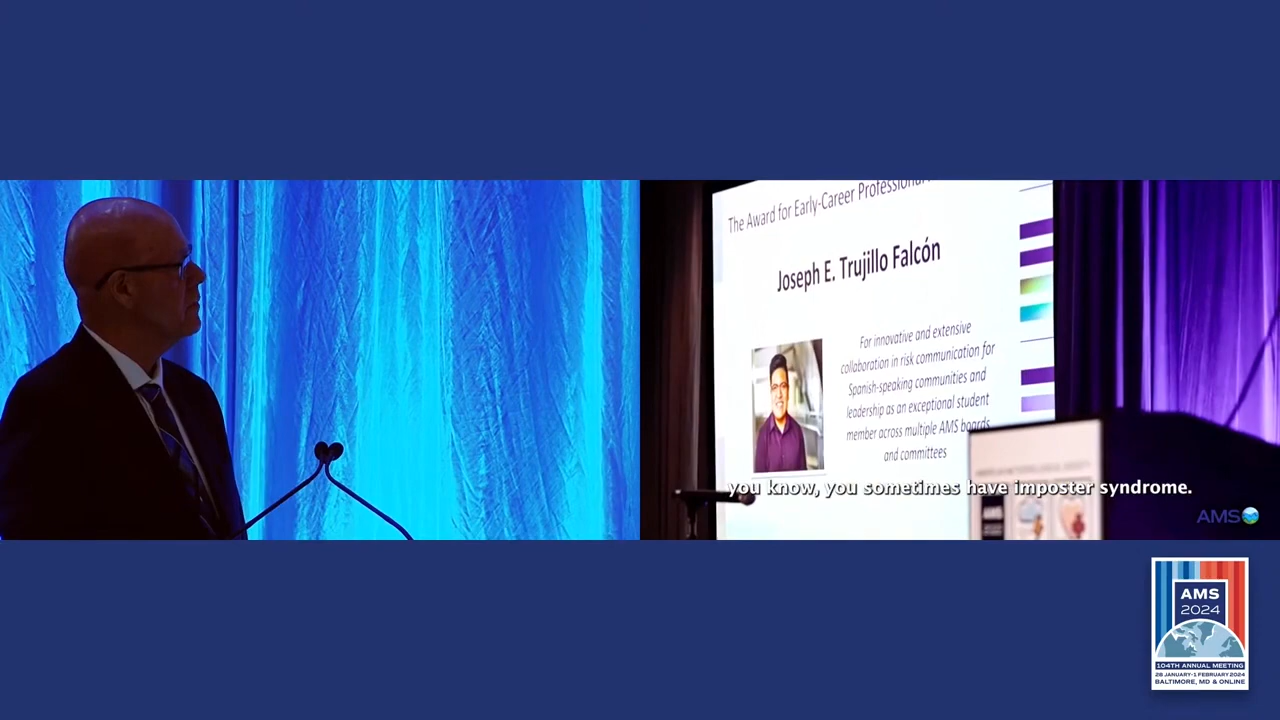 The Award for Early-Career Professional
Joseph E. Trujillo Falcón
For innovative and extensive
collaboration in risk communication for
Spanish-speaking communities and
leadership as an exceptional student
member across multiple AMS boards
and committees
you know, you sometimes have imposter syndrome.
AMS
AMS
2024
104TH ANNUAL MEETING
28 JANUARY-1 FEBRUARY 2024
BALTIMORE, MD & ONLINE